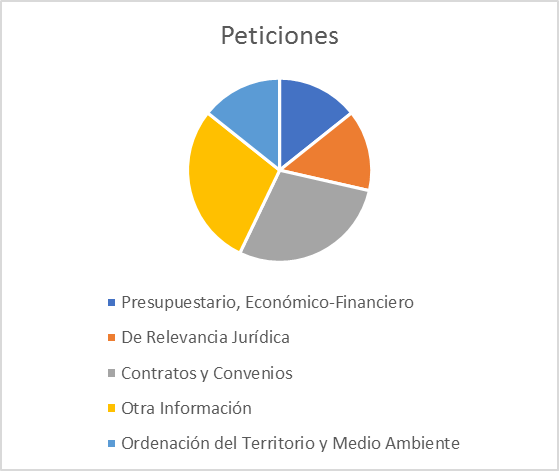 Peticiones
Presupuestario, Económico-Financiero
De Relevancia Jurídica
Contratos y Convenios
Otra Información
Ordenación del Territorio y Medio Ambiente